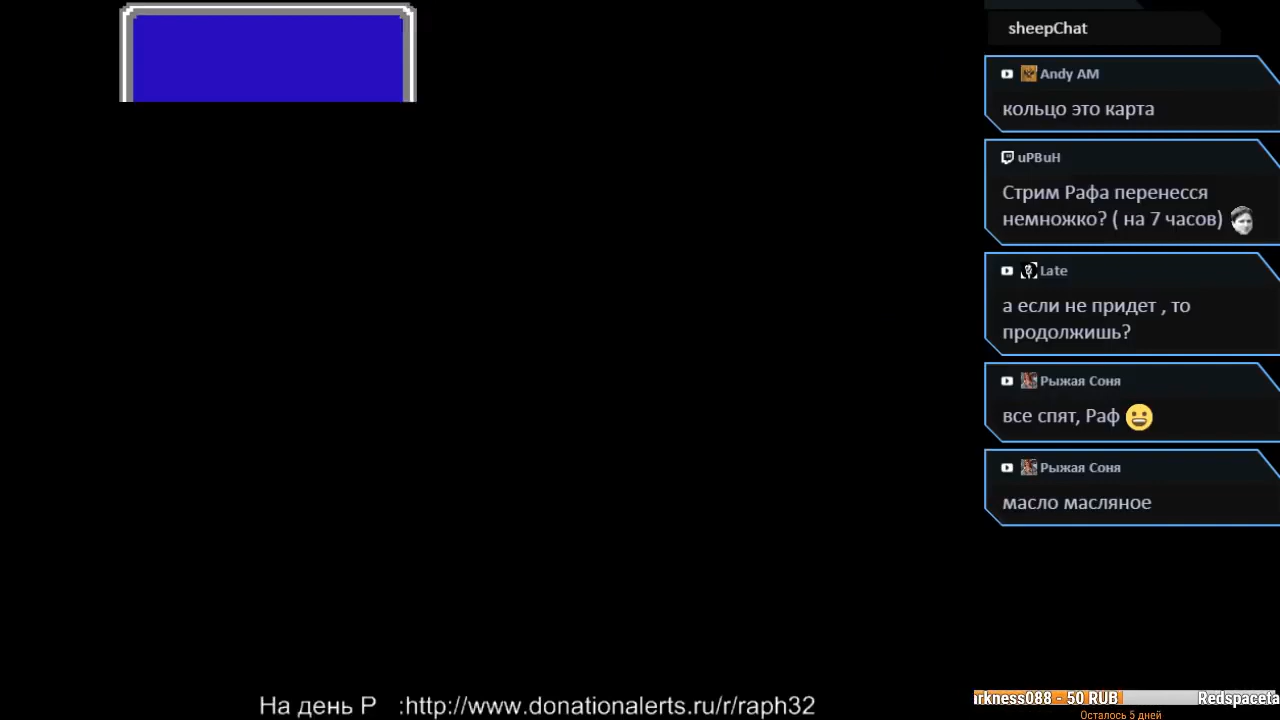 sheepChat
Andy AM
кольцо это карта
uPBuH
Стрим Рафа перенесся
немножко? ( на 7 часов)
Late
а если не придет , то
продолжишь?
Рыжая Соня
все спят, Раф
Рыжая Соня
масло масляное
На день Р :http://www.donationalerts.ru/r/raph32
rkness088 - 50 RUB Redspaceta
Осталось 5 дней